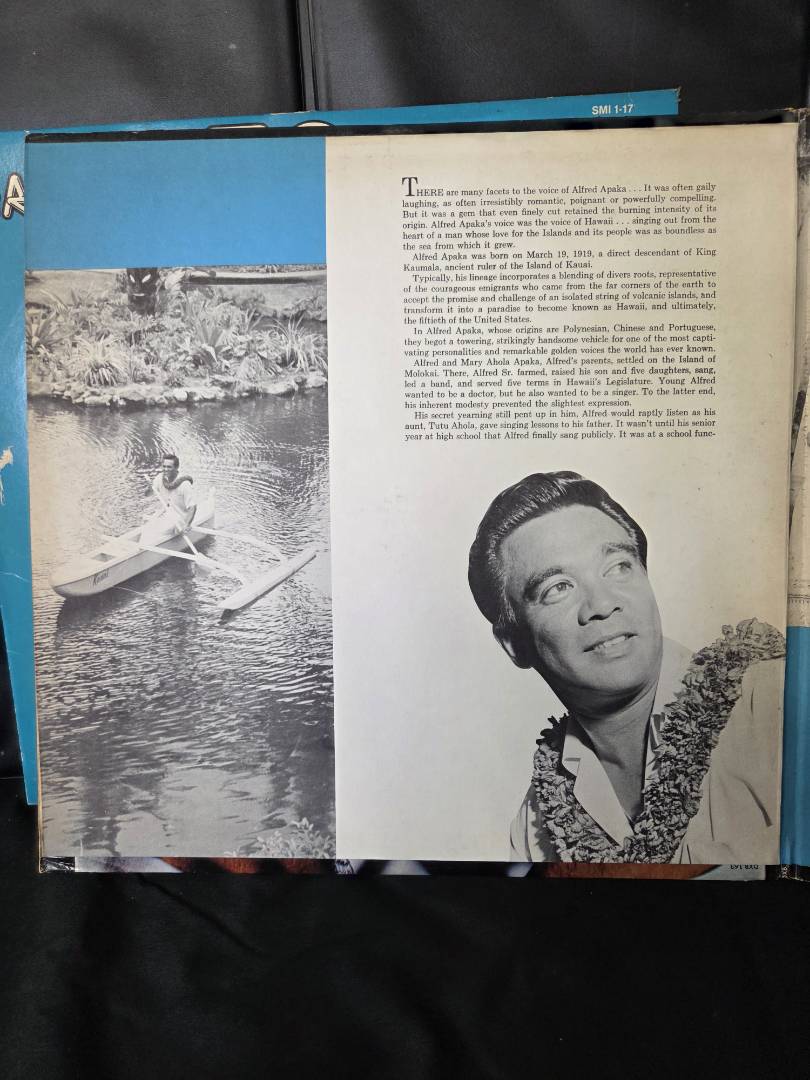 SMI 1-17
THERE are many facets to the voice of Alfred Apaka . . . It was often gaily
laughing, as often irresistibly romantic, poignant or powerfully compelling.
But it was a gem that even finely cut retained the burning intensity of its
origin. Alfred Apaka's voice was the voice of Hawaii . . . singing out from the
heart of a man whose love for the Islands and its people was as boundless as
the sea from which it grew.
Alfred Apaka was born on March 19, 1919, a direct descendant of King
Kaumala, ancient ruler of the Island of Kauai.
Typically, his lineage incorporates a blending of divers roots, representative
of the courageous emigrants who came from the far corners of the earth to
accept the promise and challenge of an isolated string of volcanic islands, and
transform it into a paradise to become known as Hawaii, and ultimately,
the fiftieth of the United States.
In Alfred Apaka, whose origins are Polynesian, Chinese and Portuguese,
they begot a towering, strikingly handsome vehicle for one of the most capti-
vating personalities and remarkable golden voices the world has ever known.
Alfred and Mary Ahola Apaka, Alfred's parents, settled on the Island of
Molokai. There, Alfred Sr. farmed, raised his son and five daughters, sang,
led a band, and served five terms in Hawaii's Legislature. Young Alfred
wanted to be a doctor, but he also wanted to be a singer. To the latter end,
his inherent modesty prevented the slightest expression.
His secret yearning still pent up in him, Alfred would raptly listen as his
aunt, Tutu Ahola, gave singing lessons to his father. It wasn't until his senior
year at high school that Alfred finally sang publicly. It was at a school func-
Kauai